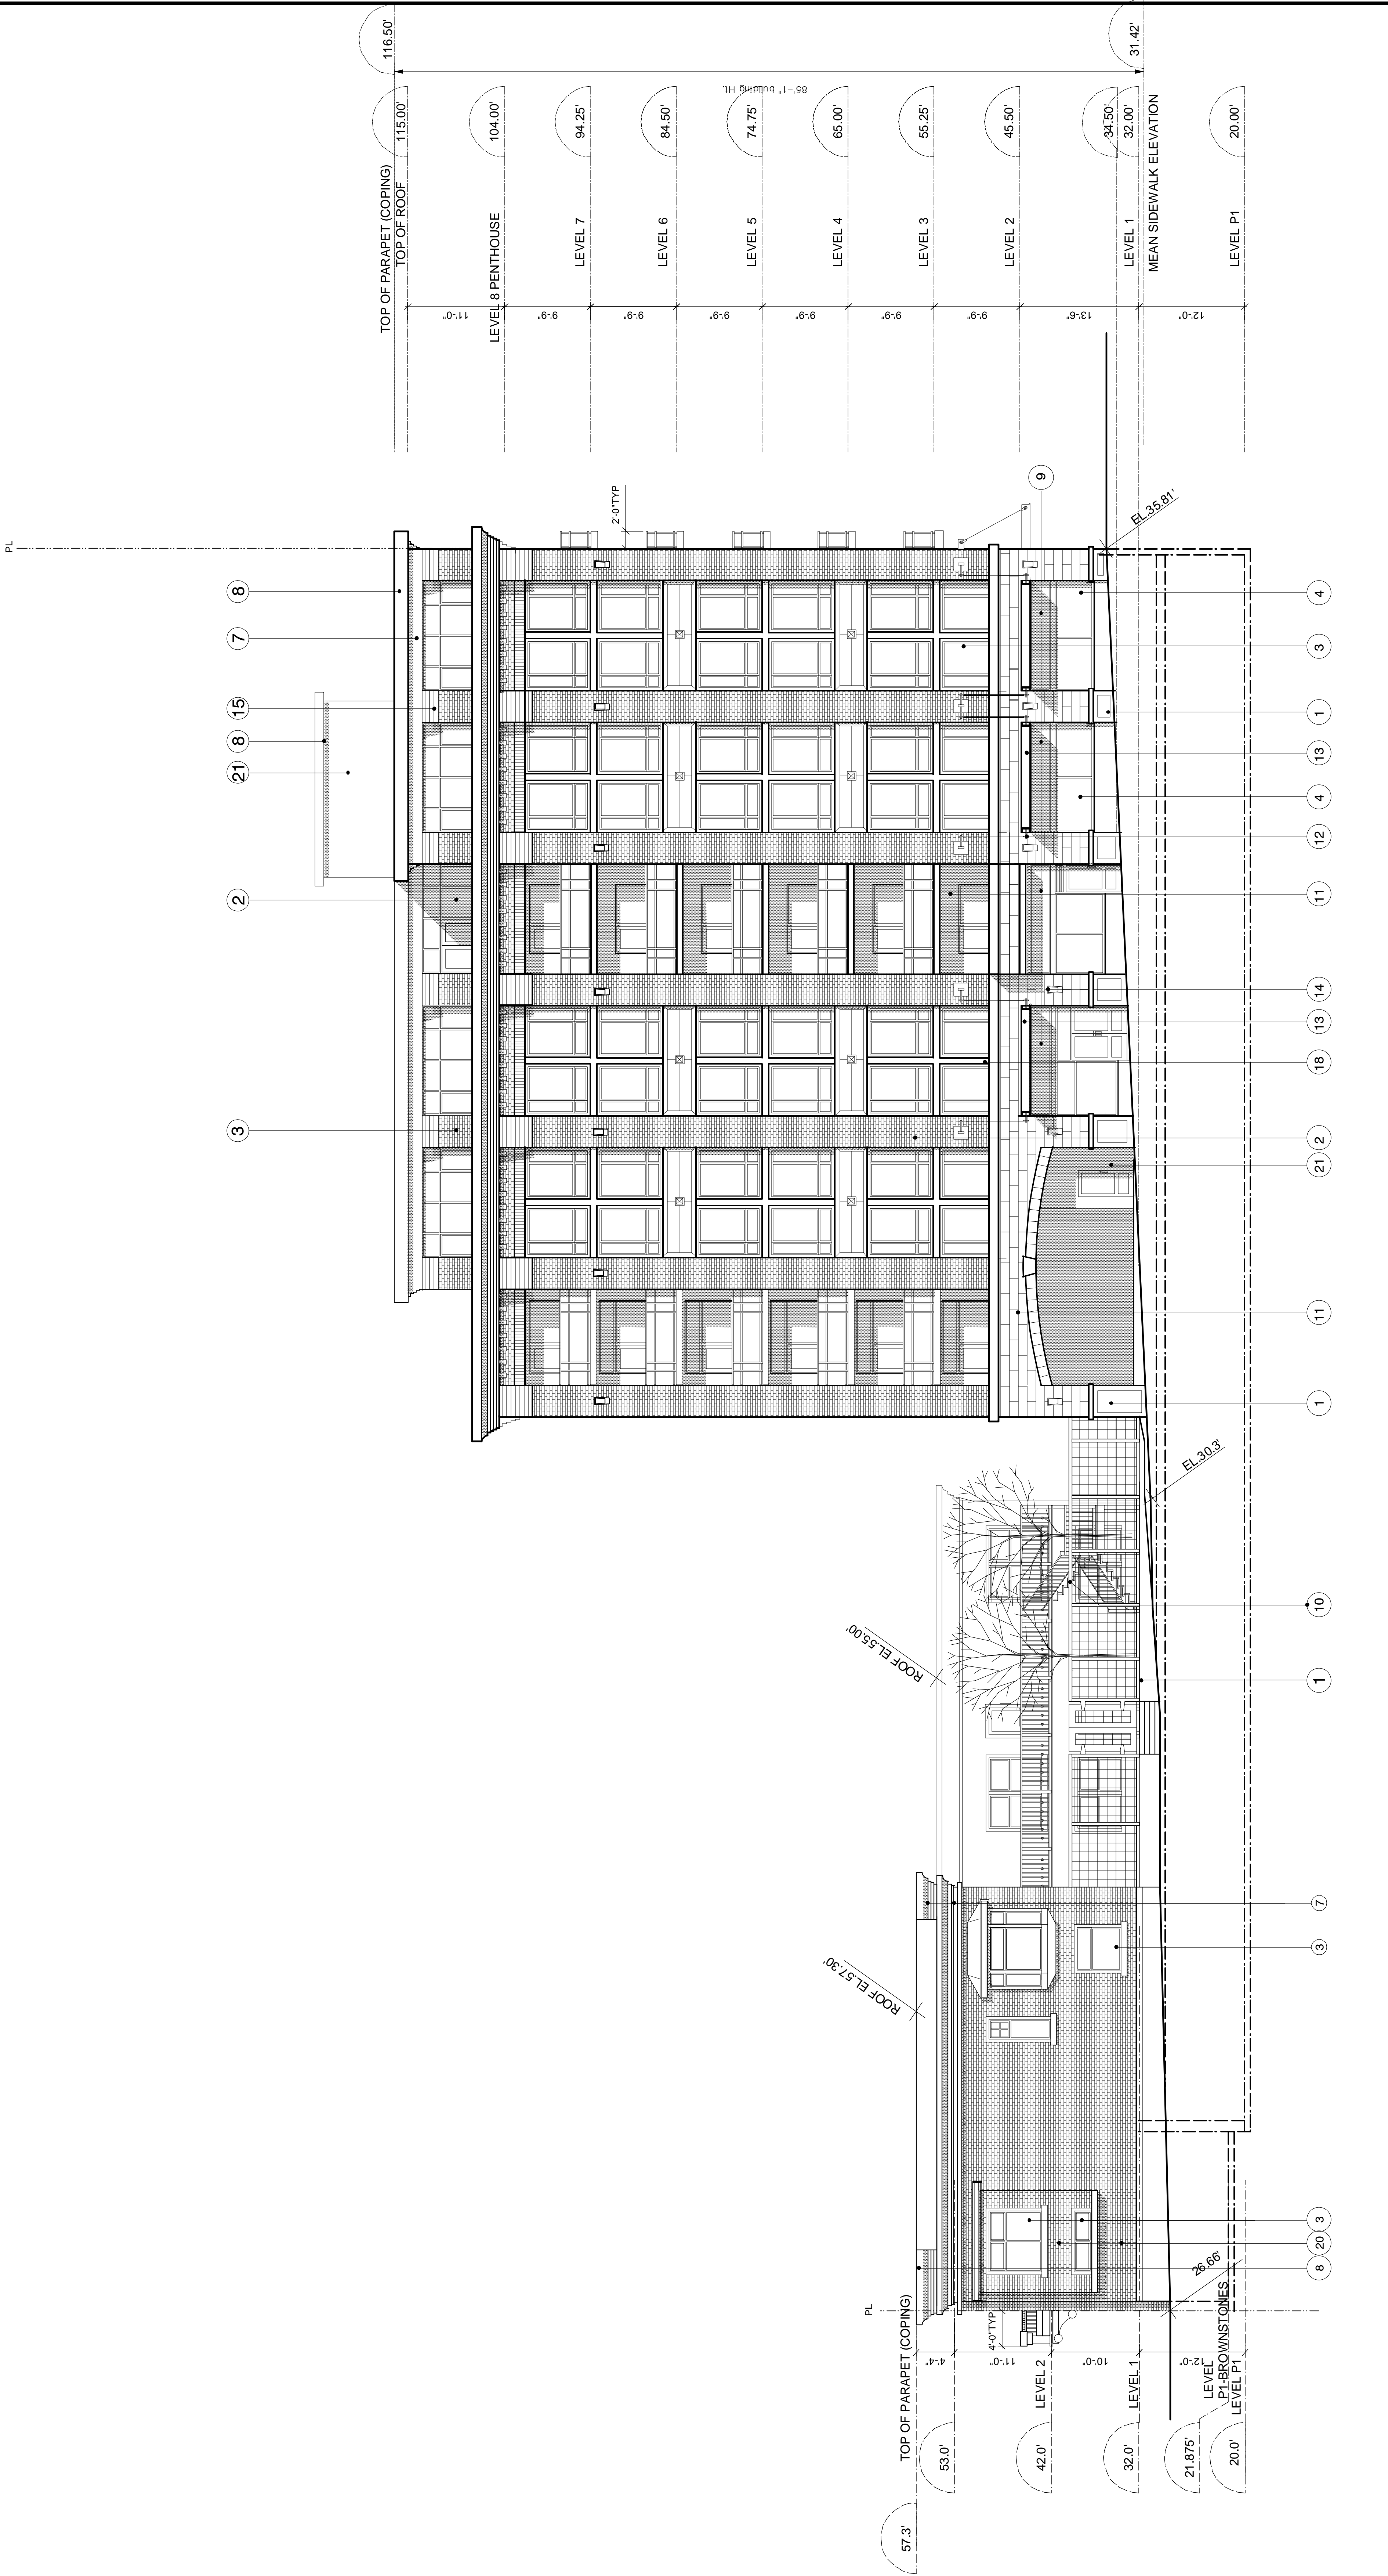 116.50'
31.42'
85'-1" building Ht.
115.00'
104.00'
94.25'
84.50'
74.75'
65.00'
55.25'
45.50'
34.50'
32.00'
20.00'
TOP OF PARAPET (COPING)
TOP OF ROOF
LEVEL 8 PENTHOUSE
LEVEL 7
LEVEL 6
LEVEL 5
LEVEL 4
LEVEL 3
LEVEL 2
LEVEL 1
MEAN SIDEWALK ELEVATION
LEVEL P1
11'-0"
9'-9"
9'-9"
9'-9"
9'-9"
9'-9"
9'-9"
13'-6"
12'-0"
PL
2'-0"TYP
9
EL.35.81'
8
7
15
8
21
2
3
4
3
1
13
4
12
11
14
13
18
2
21
11
1
EL.30.3'
10
1
ROOF EL.55.00'
7
3
ROOF EL.57.30'
3
20
8
26.66'
PL
4'-0"TYP
TOP OF PARAPET (COPING)
4'-4"
11'-0"
10'-0"
12'-0"
LEVEL 2
LEVEL 1
LEVEL
P1-BROWNSTONES
LEVEL P1
53.0'
42.0'
32.0'
21.875'
20.0'
57.3'